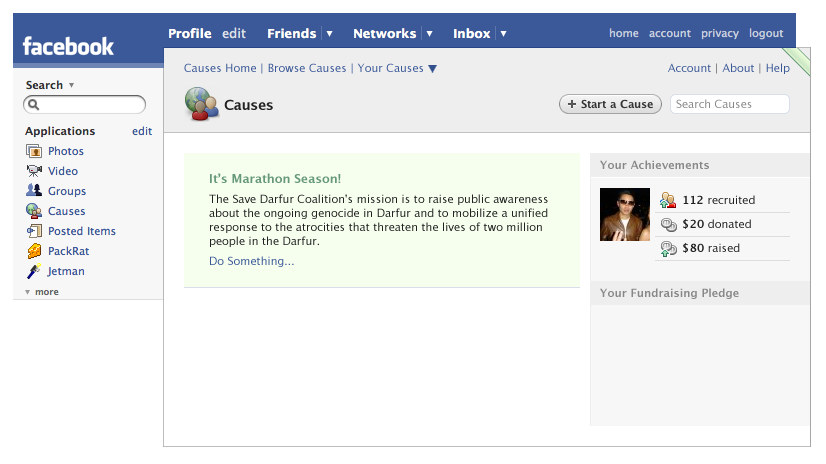 facebook
Profile edit Friends ▼ Networks ▼ Inbox ▼ home account privacy logout
Search ▼
Applications edit
Photos
Video
Groups
Causes
Posted Items
PackRat
Jetman
▼ more
Causes Home | Browse Causes | Your Causes ▼ Account | About | Help
Causes
+ Start a Cause
Search Causes
It's Marathon Season!
The Save Darfur Coalition's mission is to raise public awareness
about the ongoing genocide in Darfur and to mobilize a unified
response to the atrocities that threaten the lives of two million
people in the Darfur.
Do Something...
Your Achievements
112 recruited
$20 donated
$80 raised
Your Fundraising Pledge